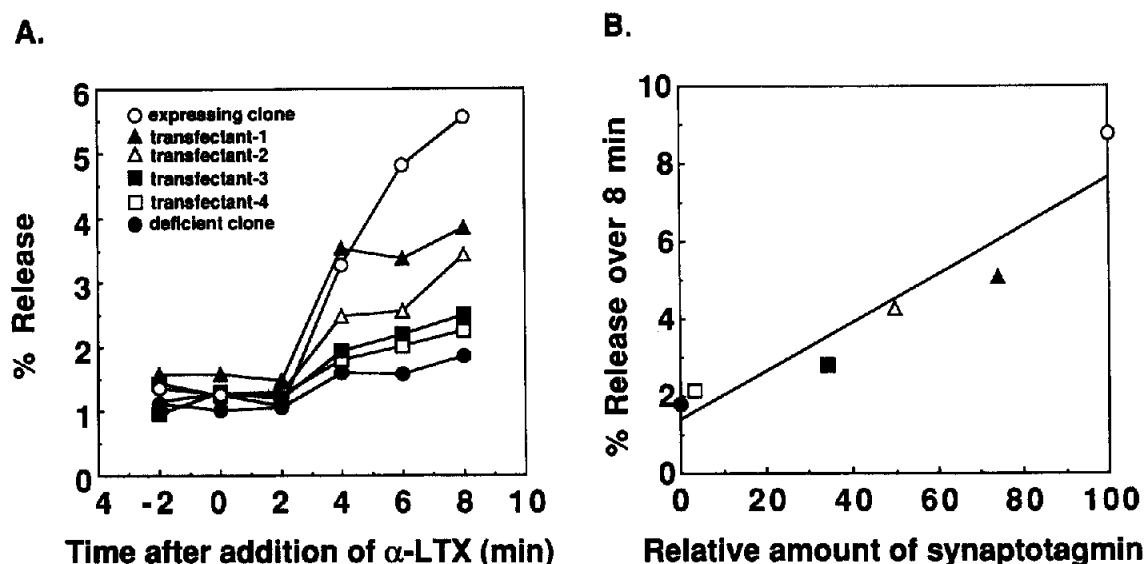 A.
% Release
6
5
4
3
2
1
0
expressing clone
transfectant-1
transfectant-2
transfectant-3
transfectant-4
deficient clone
4 -2 0 2 4 6 8 10
Time after addition of α-LTX (min)
B.
% Release over 8 min
10
8
6
4
2
0
0 20 40 60 80 100
Relative amount of synaptotagmin